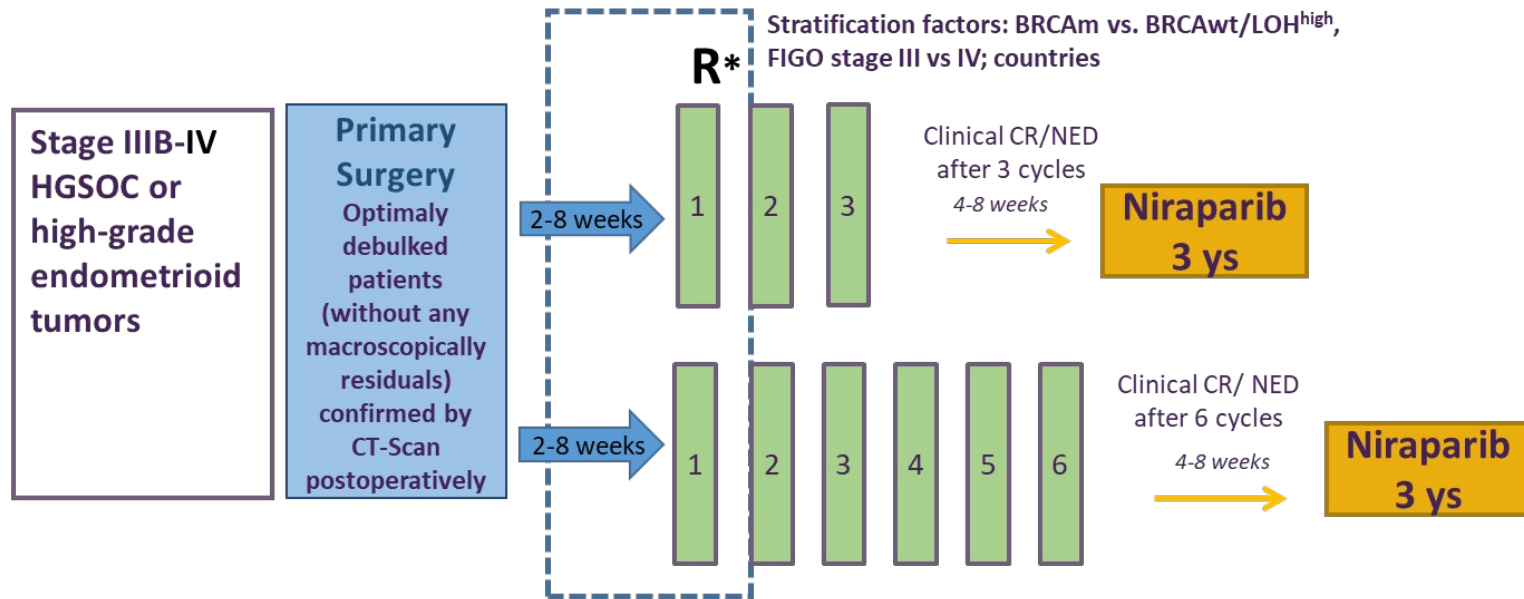 Stratification factors: BRCAm vs. BRCAwt/LOHhigh,
FIGO stage III vs IV; countries
R*
Stage IIIB-IV
HGSOC or
high-grade
endometrioid
tumors
Primary
Surgery
Optimaly
debulked
patients
(without any
macroscopically
residuals)
confirmed by
CT-Scan
postoperatively
2-8 weeks
1
2
3
Clinical CR/NED
after 3 cycles
4-8 weeks
Niraparib
3 ys
2-8 weeks
1
2
3
4
5
6
Clinical CR/ NED
after 6 cycles
4-8 weeks
Niraparib
3 ys